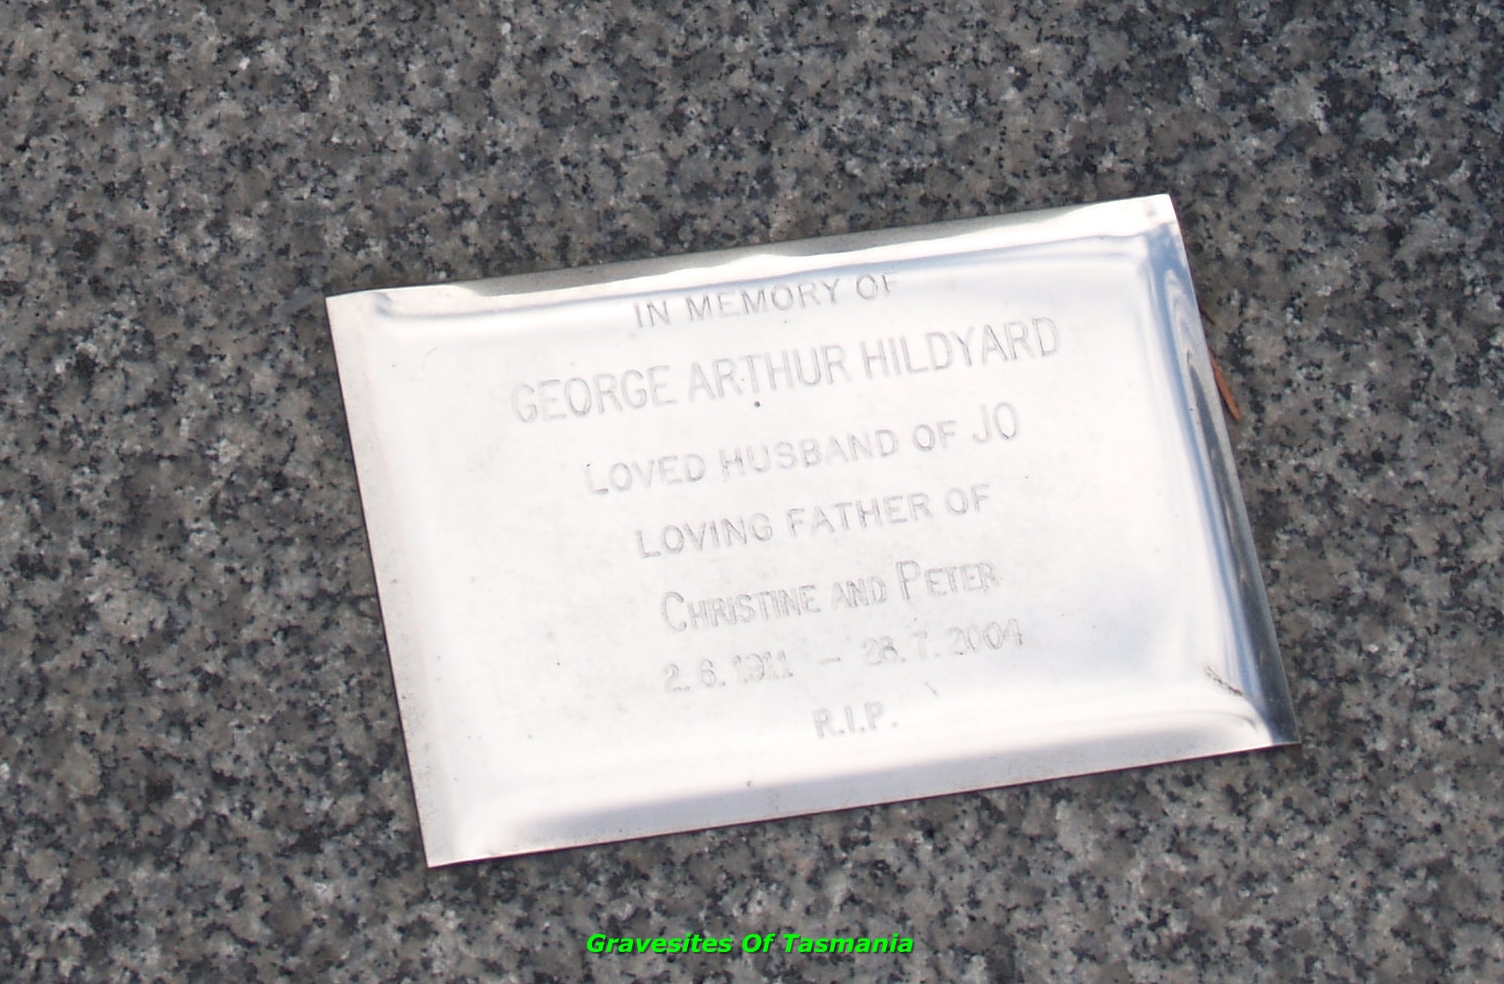 IN MEMORY OF
GEORGE ARTHUR HILDYARD
LOVED HUSBAND OF JO
LOVING FATHER OF
CHRISTINE AND PETER
2. 6. 1911 – 28. 7. 2004
R.I.P.
Gravesites Of Tasmania